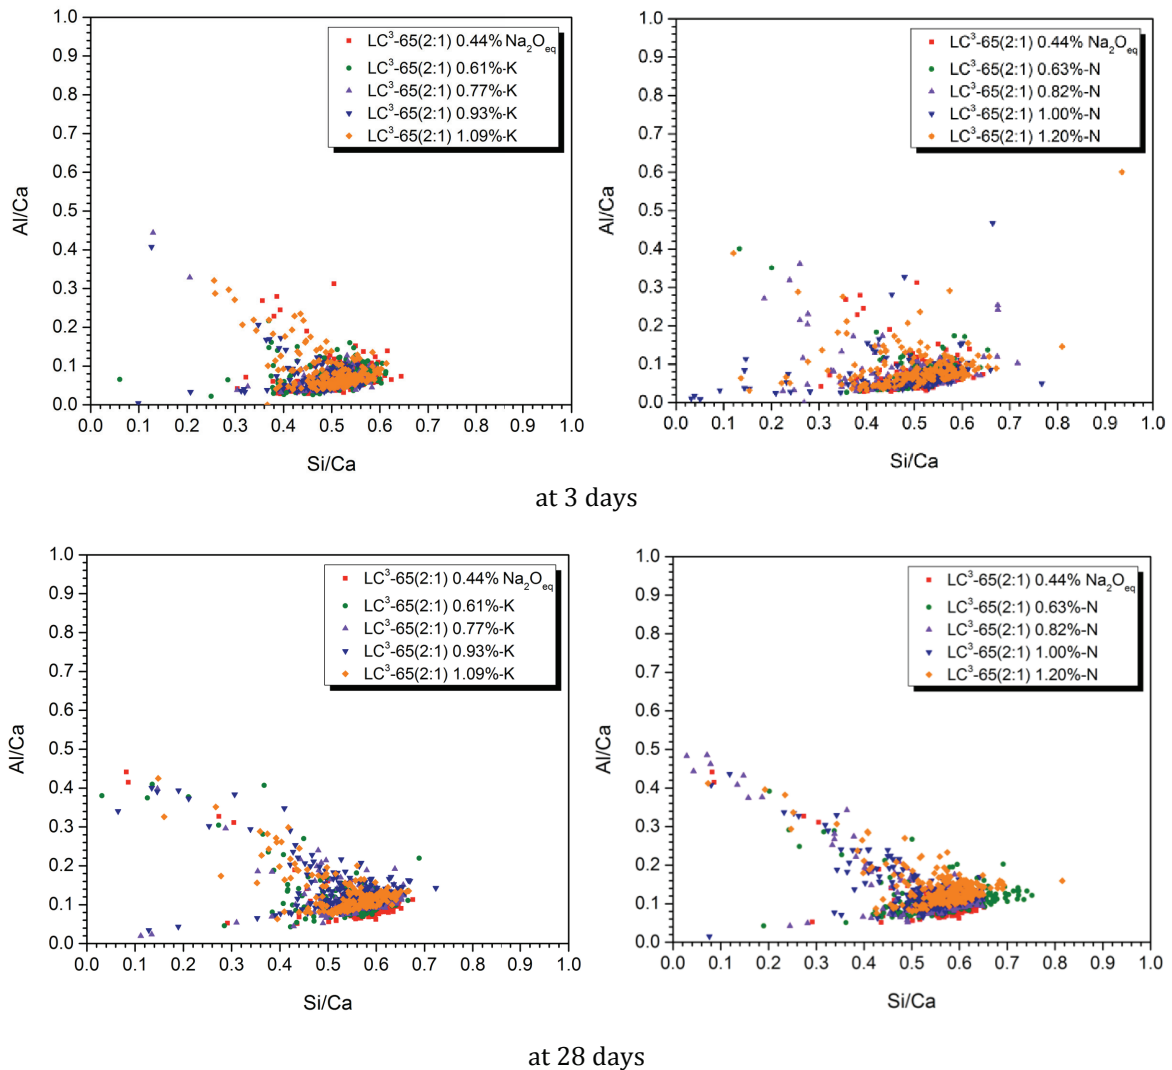 1.0
0.9
0.8
0.7
0.6
0.5
0.4
0.3
0.2
0.1
0.0
Al/Ca
0.0 0.1 0.2 0.3 0.4 0.5 0.6 0.7 0.8 0.9 1.0
Si/Ca
LC³-65(2:1) 0.44% Na₂Oeq
LC³-65(2:1) 0.61%-K
LC³-65(2:1) 0.77%-K
LC³-65(2:1) 0.93%-K
LC³-65(2:1) 1.09%-K
1.0
0.9
0.8
0.7
0.6
0.5
0.4
0.3
0.2
0.1
0.0
Al/Ca
0.0 0.1 0.2 0.3 0.4 0.5 0.6 0.7 0.8 0.9 1.0
Si/Ca
LC³-65(2:1) 0.44% Na₂Oeq
LC³-65(2:1) 0.63%-N
LC³-65(2:1) 0.82%-N
LC³-65(2:1) 1.00%-N
LC³-65(2:1) 1.20%-N
at 3 days
1.0
0.9
0.8
0.7
0.6
0.5
0.4
0.3
0.2
0.1
0.0
Al/Ca
0.0 0.1 0.2 0.3 0.4 0.5 0.6 0.7 0.8 0.9 1.0
Si/Ca
LC³-65(2:1) 0.44% Na₂Oeq
LC³-65(2:1) 0.61%-K
LC³-65(2:1) 0.77%-K
LC³-65(2:1) 0.93%-K
LC³-65(2:1) 1.09%-K
1.0
0.9
0.8
0.7
0.6
0.5
0.4
0.3
0.2
0.1
0.0
Al/Ca
0.0 0.1 0.2 0.3 0.4 0.5 0.6 0.7 0.8 0.9 1.0
Si/Ca
LC³-65(2:1) 0.44% Na₂Oeq
LC³-65(2:1) 0.63%-N
LC³-65(2:1) 0.82%-N
LC³-65(2:1) 1.00%-N
LC³-65(2:1) 1.20%-N
at 28 days